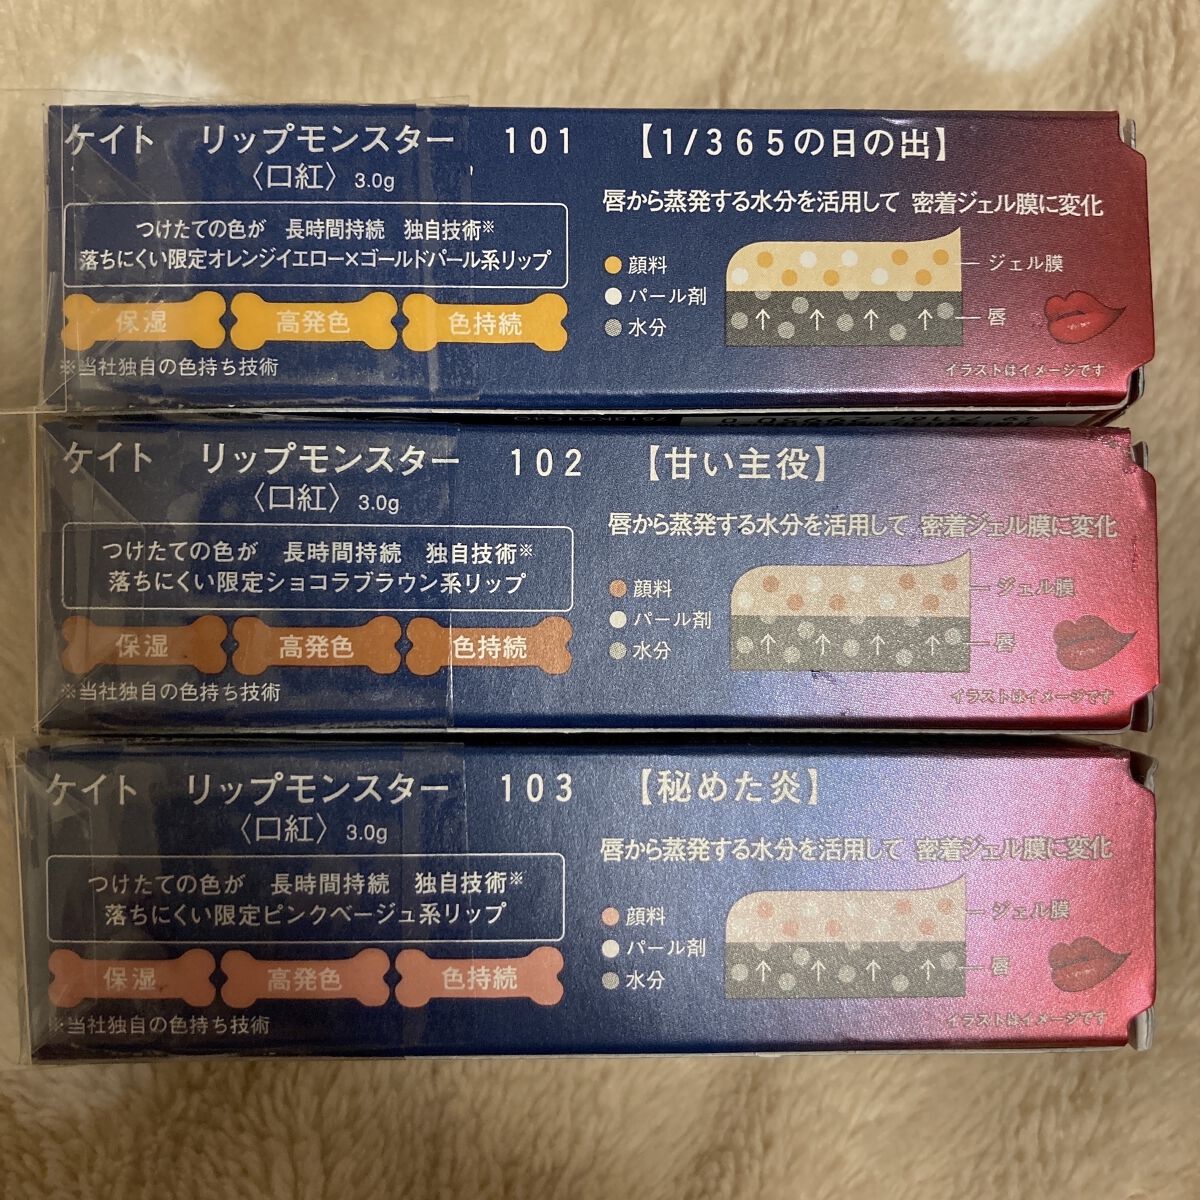 ケイト　リップモンスター　101　【1/365の日の出】
〈口紅〉3.0g
つけたての色が　長時間持続　独自技術※
落ちにくい限定オレンジイエロー×ゴールドパール系リップ
保湿　高発色　色持続
※当社独自の色持ち技術
唇から蒸発する水分を活用して 密着ジェル膜に変化
●顔料
●パール剤
●水分
ジェル膜
唇
イラストはイメージです
ケイト　リップモンスター　102　【甘い主役】
〈口紅〉3.0g
つけたての色が　長時間持続　独自技術※
落ちにくい限定ショコラブラウン系リップ
保湿　高発色　色持続
※当社独自の色持ち技術
唇から蒸発する水分を活用して 密着ジェル膜に変化
●顔料
●パール剤
●水分
ジェル膜
唇
イラストはイメージです
ケイト　リップモンスター　103　【秘めた炎】
〈口紅〉3.0g
つけたての色が　長時間持続　独自技術※
落ちにくい限定ピンクベージュ系リップ
保湿　高発色　色持続
※当社独自の色持ち技術
唇から蒸発する水分を活用して 密着ジェル膜に変化
●顔料
●パール剤
●水分
ジェル膜
唇
イラストはイメージです